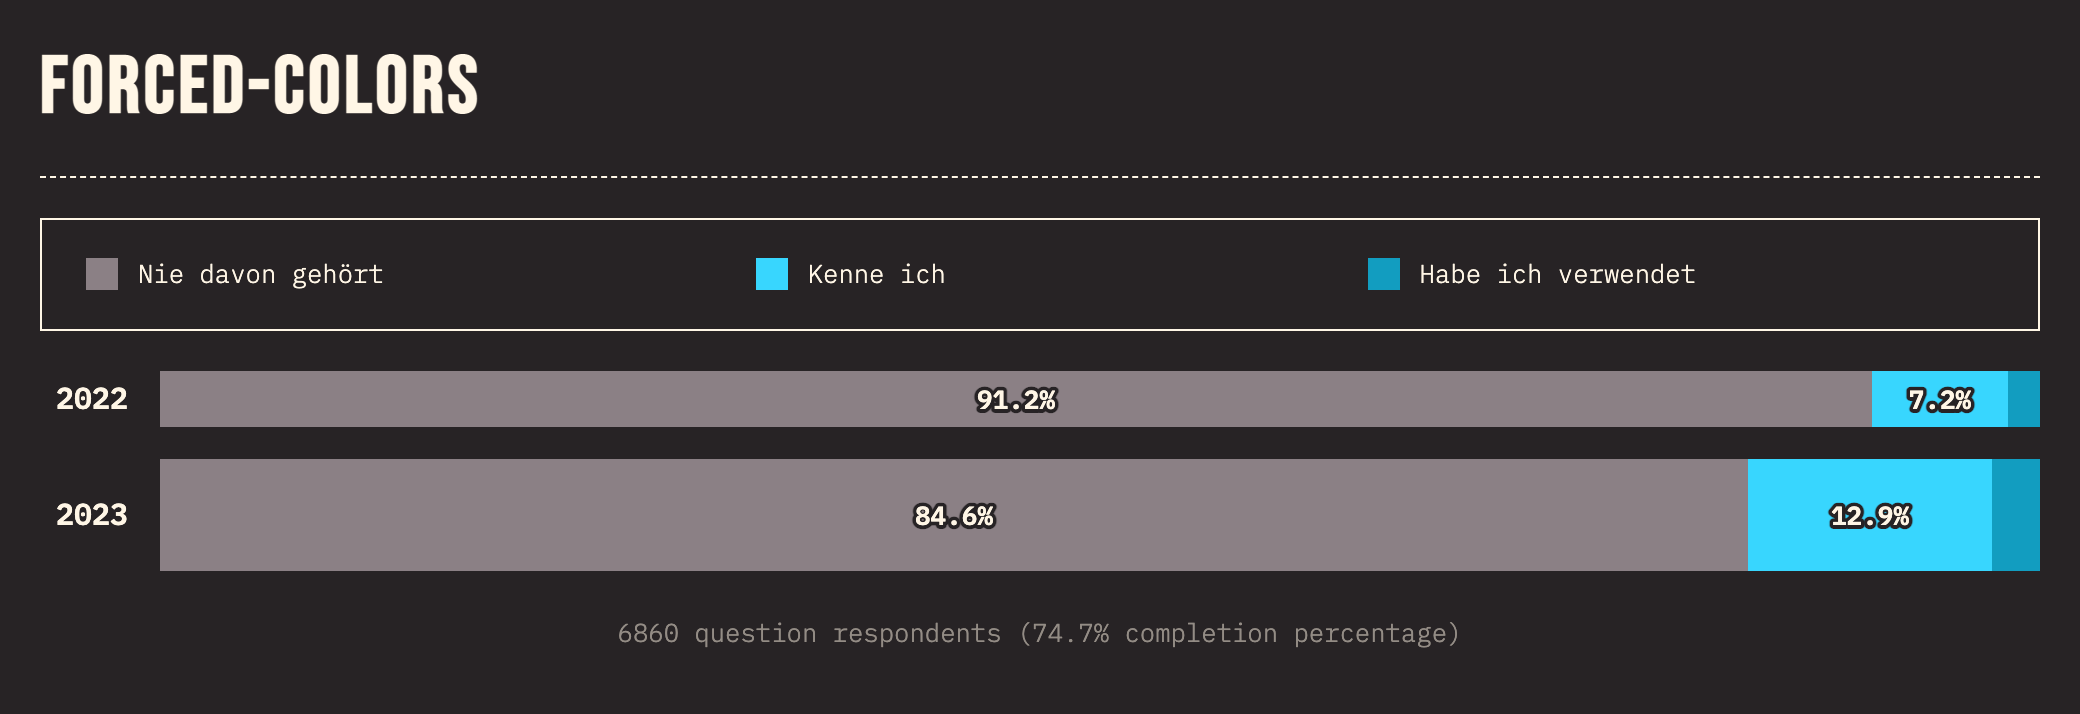 FORCED-COLORS
Nie davon gehört Kenne ich Habe ich verwendet
2022 91.2% 7.2%
2023 84.6% 12.9%
6860 question respondents (74.7% completion percentage)